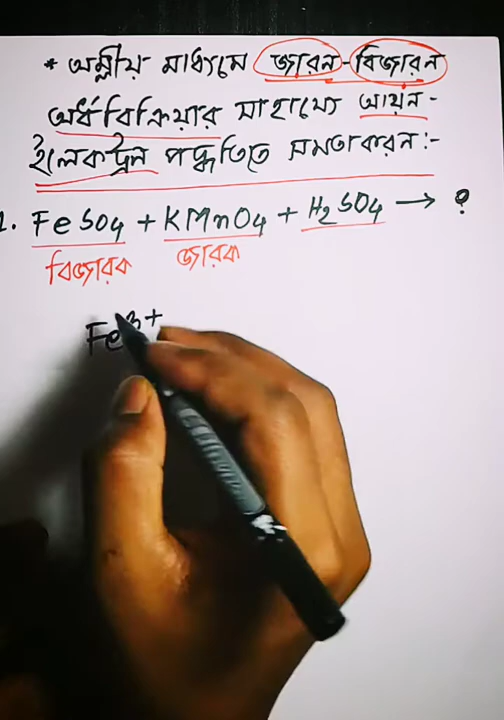 * অম্লীয় মাধ্যমে জারন-বিজারন
অর্ধবিক্রিয়ার সাহায্যে আয়ন-
ইলেকট্রন পদ্ধতিতে সমতাকরন:-
1. FeSO4 + KMnO4 + H2SO4 → ?
বিজারক জারক
Fe3+